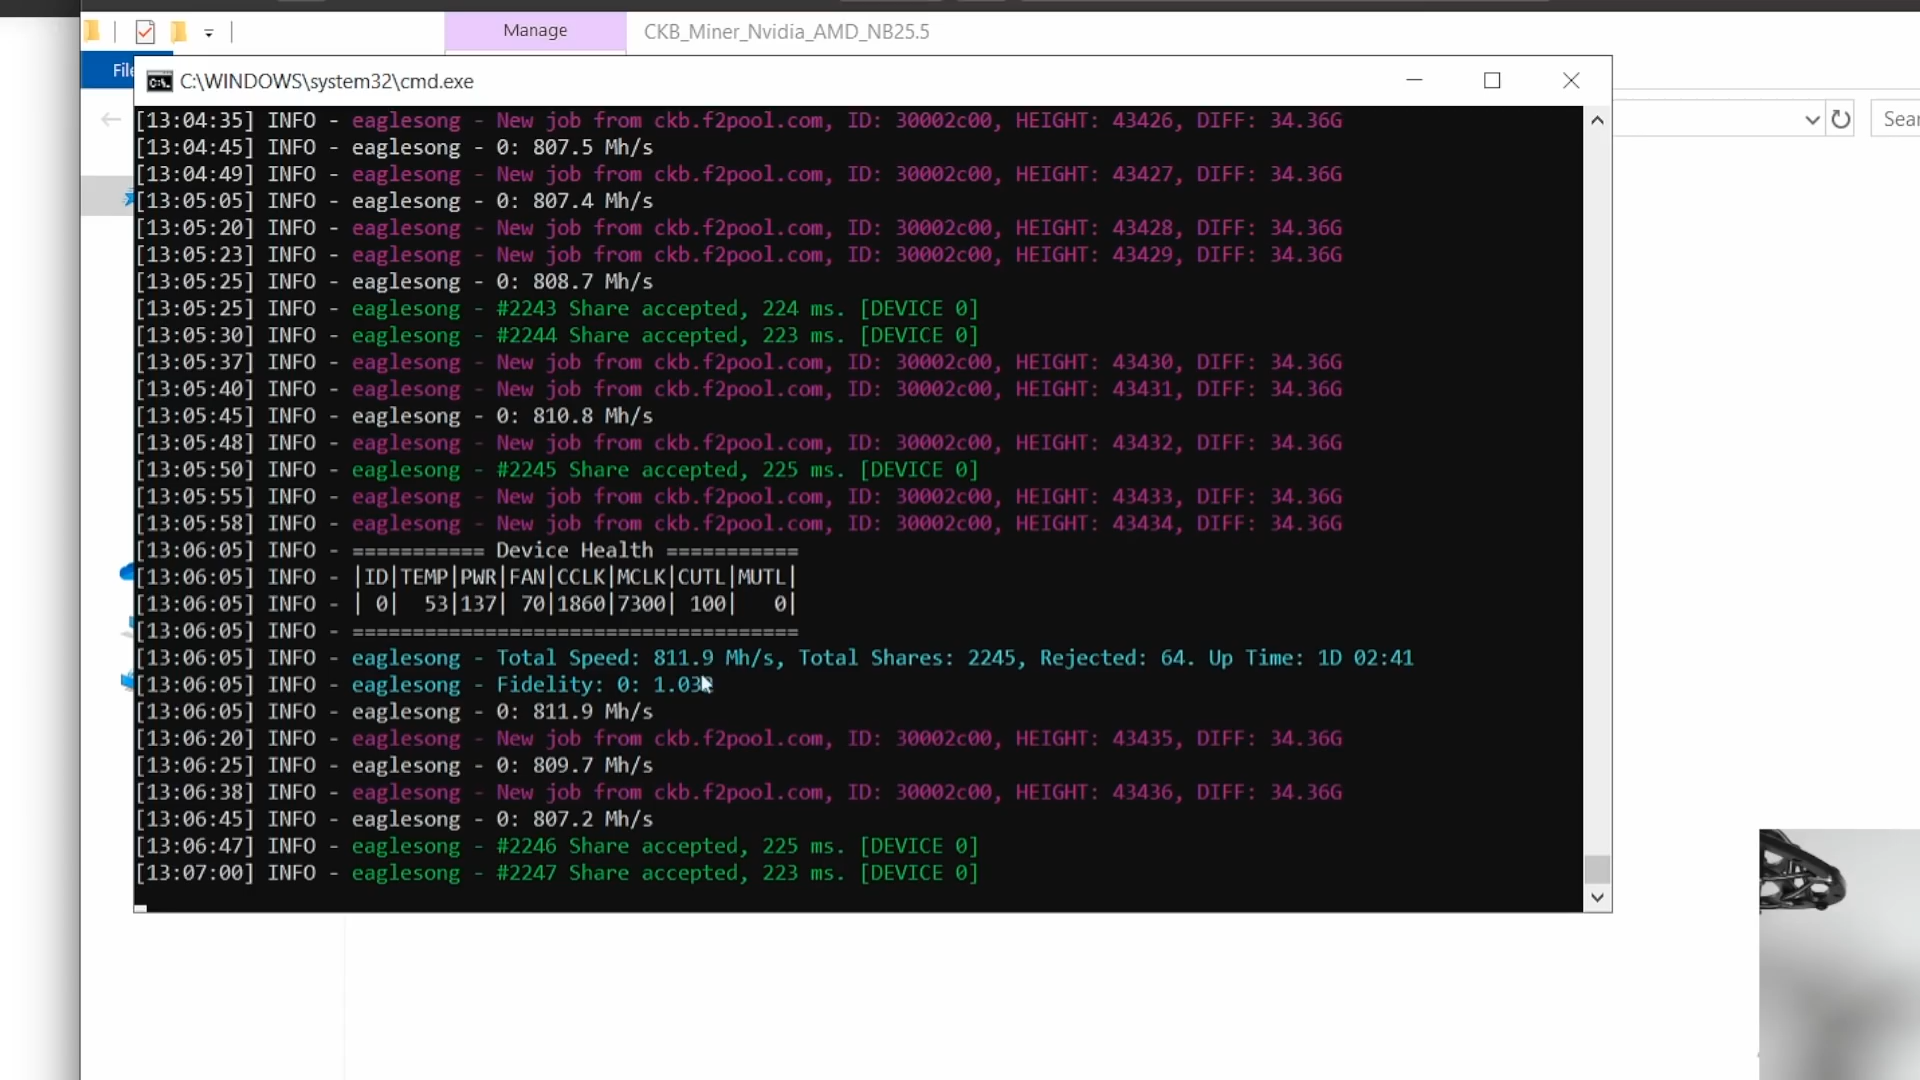 Manage
CKB_Miner_Nvidia_AMD_NB25.5
File
C:\WINDOWS\system32\cmd.exe
[13:04:35] INFO - eaglesong - New job from ckb.f2pool.com, ID: 30002c00, HEIGHT: 43426, DIFF: 34.36G
[13:04:45] INFO - eaglesong - 0: 807.5 Mh/s
[13:04:49] INFO - eaglesong - New job from ckb.f2pool.com, ID: 30002c00, HEIGHT: 43427, DIFF: 34.36G
[13:05:05] INFO - eaglesong - 0: 807.4 Mh/s
[13:05:20] INFO - eaglesong - New job from ckb.f2pool.com, ID: 30002c00, HEIGHT: 43428, DIFF: 34.36G
[13:05:23] INFO - eaglesong - New job from ckb.f2pool.com, ID: 30002c00, HEIGHT: 43429, DIFF: 34.36G
[13:05:25] INFO - eaglesong - 0: 808.7 Mh/s
[13:05:25] INFO - eaglesong - #2243 Share accepted, 224 ms. [DEVICE 0]
[13:05:30] INFO - eaglesong - #2244 Share accepted, 223 ms. [DEVICE 0]
[13:05:37] INFO - eaglesong - New job from ckb.f2pool.com, ID: 30002c00, HEIGHT: 43430, DIFF: 34.36G
[13:05:40] INFO - eaglesong - New job from ckb.f2pool.com, ID: 30002c00, HEIGHT: 43431, DIFF: 34.36G
[13:05:45] INFO - eaglesong - 0: 810.8 Mh/s
[13:05:48] INFO - eaglesong - New job from ckb.f2pool.com, ID: 30002c00, HEIGHT: 43432, DIFF: 34.36G
[13:05:50] INFO - eaglesong - #2245 Share accepted, 225 ms. [DEVICE 0]
[13:05:55] INFO - eaglesong - New job from ckb.f2pool.com, ID: 30002c00, HEIGHT: 43433, DIFF: 34.36G
[13:05:58] INFO - eaglesong - New job from ckb.f2pool.com, ID: 30002c00, HEIGHT: 43434, DIFF: 34.36G
[13:06:05] INFO - =========== Device Health ===========
[13:06:05] INFO - |ID|TEMP|PWR|FAN|CCLK|MCLK|CUTL|MUTL|
[13:06:05] INFO - | 0|  53|137| 70|1860|7300| 100|   0|
[13:06:05] INFO - =====================================
[13:06:05] INFO - eaglesong - Total Speed: 811.9 Mh/s, Total Shares: 2245, Rejected: 64. Up Time: 1D 02:41
[13:06:05] INFO - eaglesong - Fidelity: 0:
[13:06:05] INFO - eaglesong - 0: 811.9 Mh/s
[13:06:20] INFO - eaglesong - New job from ckb.f2pool.com, ID: 30002c00, HEIGHT: 43435, DIFF: 34.36G
[13:06:25] INFO - eaglesong - 0: 809.7 Mh/s
[13:06:38] INFO - eaglesong - New job from ckb.f2pool.com, ID: 30002c00, HEIGHT: 43436, DIFF: 34.36G
[13:06:45] INFO - eaglesong - 0: 807.2 Mh/s
[13:06:47] INFO - eaglesong - #2246 Share accepted, 225 ms. [DEVICE 0]
[13:07:00] INFO - eaglesong - #2247 Share accepted, 223 ms. [DEVICE 0]